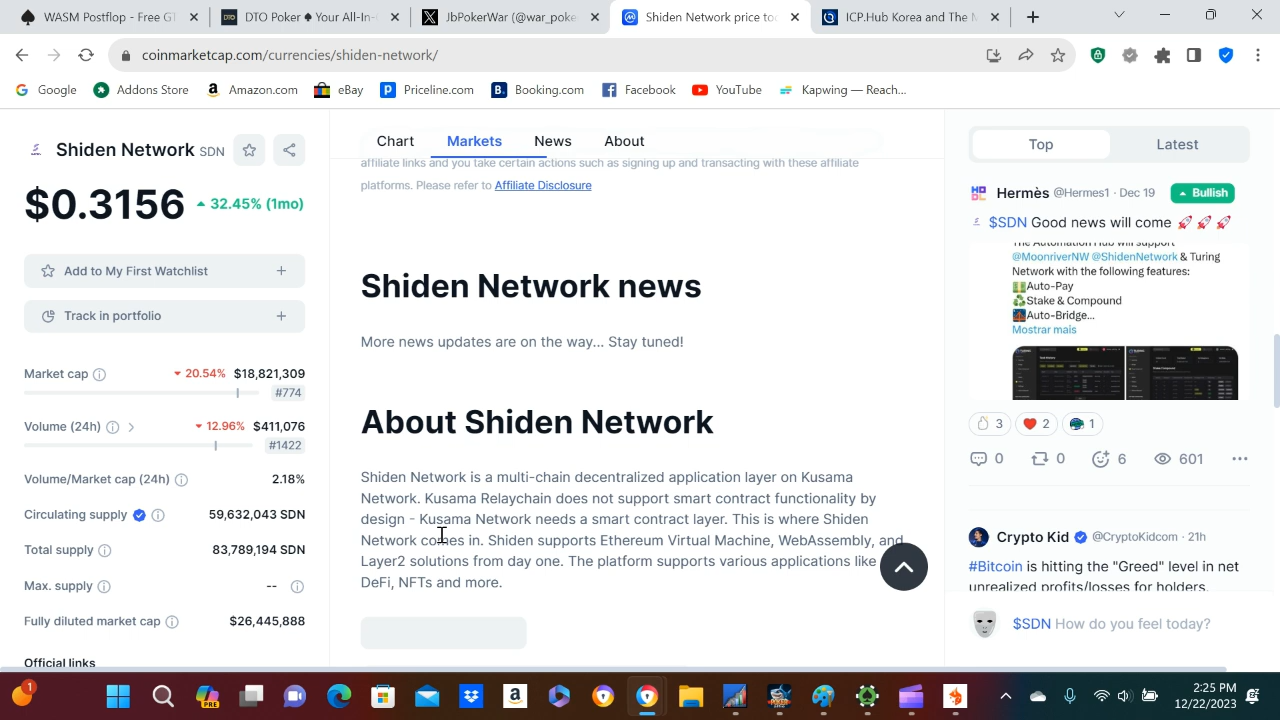 WASM Postflop - Free GT
DTO Poker ♠ Your All-In-
JbPokerWar (@war_poke
Shiden Network price to
ICP.Hub Korea and The M
coinmarketcap.com/currencies/shiden-network/
Google
Addons Store
Amazon.com
eBay
Priceline.com
Booking.com
Facebook
YouTube
Kapwing — Reach...
Shiden Network SDN
$0.3156
32.45% (1mo)
Add to My First Watchlist
Track in portfolio
Market cap
20.54% $18,821,309
#774
Volume (24h)
12.96% $411,076
#1422
Volume/Market cap (24h)
2.18%
Circulating supply
59,632,043 SDN
Total supply
83,789,194 SDN
Max. supply
--
Fully diluted market cap
$26,445,888
Official links
Chart
Markets
News
About
affiliate links and you take certain actions such as signing up and transacting with these affiliate
platforms. Please refer to Affiliate Disclosure
Shiden Network news
More news updates are on the way... Stay tuned!
About Shiden Network
Shiden Network is a multi-chain decentralized application layer on Kusama
Network. Kusama Relaychain does not support smart contract functionality by
design - Kusama Network needs a smart contract layer. This is where Shiden
Network comes in. Shiden supports Ethereum Virtual Machine, WebAssembly, and
Layer2 solutions from day one. The platform supports various applications like
DeFi, NFTs and more.
Top
Latest
Hermès @Hermes1 · Dec 19
Bullish
$SDN Good news will come 🚀🚀🚀
The Automation Hub will support
@MoonriverNW @ShidenNetwork & Turing
Network with the following features:
Auto-Pay
Stake & Compound
Auto-Bridge...
Mostrar mais
3
2
1
0
0
6
601
Crypto Kid @CryptoKidcom · 21h
#Bitcoin is hitting the "Greed" level in net
unrealized profits/losses for holders.
$SDN How do you feel today?
1
PRE
2:25 PM
12/22/2023